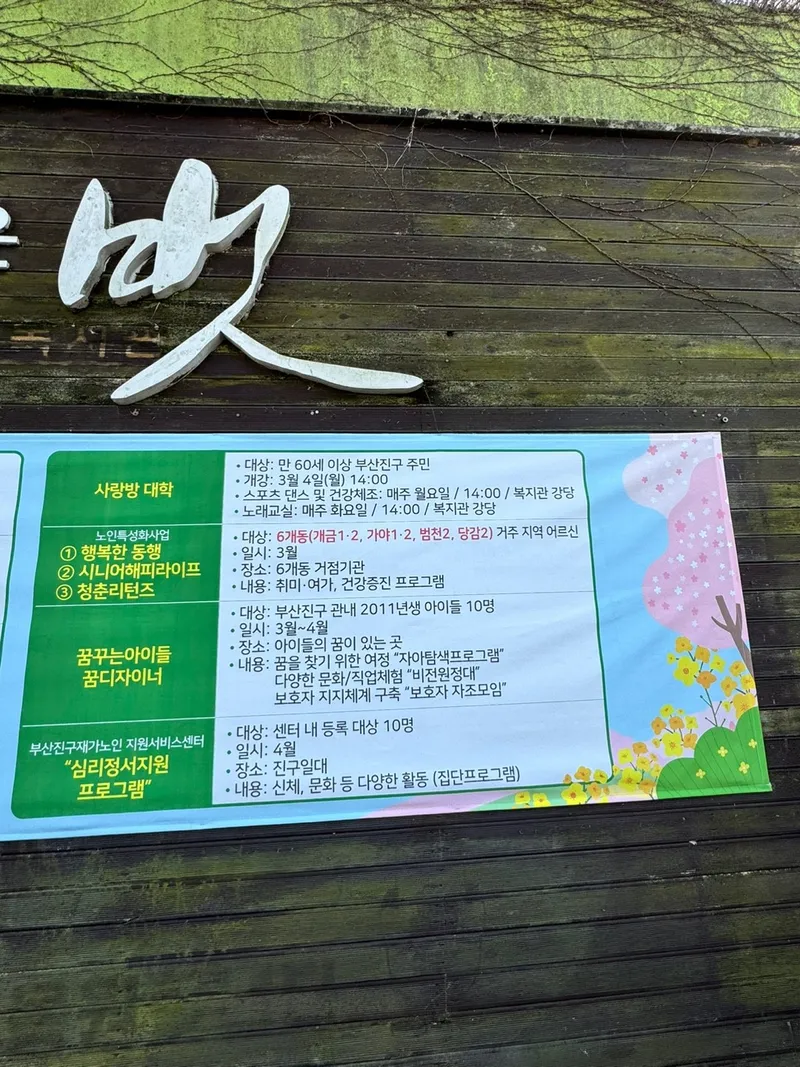 벗
사랑방 대학
• 대상: 만 60세 이상 부산진구 주민
• 개강: 3월 4일(월) 14:00
• 스포츠 댄스 및 건강체조: 매주 월요일 / 14:00 / 복지관 강당
• 노래교실: 매주 화요일 / 14:00 / 복지관 강당
노인특성화사업
① 행복한 동행
② 시니어해피라이프
③ 청춘리턴즈
• 대상: 6개동(개금1·2, 가야1·2, 범천2, 당감2) 거주 지역 어르신
• 일시: 3월
• 장소: 6개동 거점기관
• 내용: 취미·여가, 건강증진 프로그램
꿈꾸는아이들
꿈디자이너
• 대상: 부산진구 관내 2011년생 아이들 10명
• 일시: 3월~4월
• 장소: 아이들의 꿈이 있는 곳
• 내용: 꿈을 찾기 위한 여정 “자아탐색프로그램”
다양한 문화/직업체험 “비전원정대”
보호자 지지체계 구축 “보호자 자조모임”
부산진구재가노인 지원서비스센터
“심리정서지원
프로그램”
• 대상: 센터 내 등록 대상 10명
• 일시: 4월
• 장소: 진구일대
• 내용: 신체, 문화 등 다양한 활동 (집단프로그램)